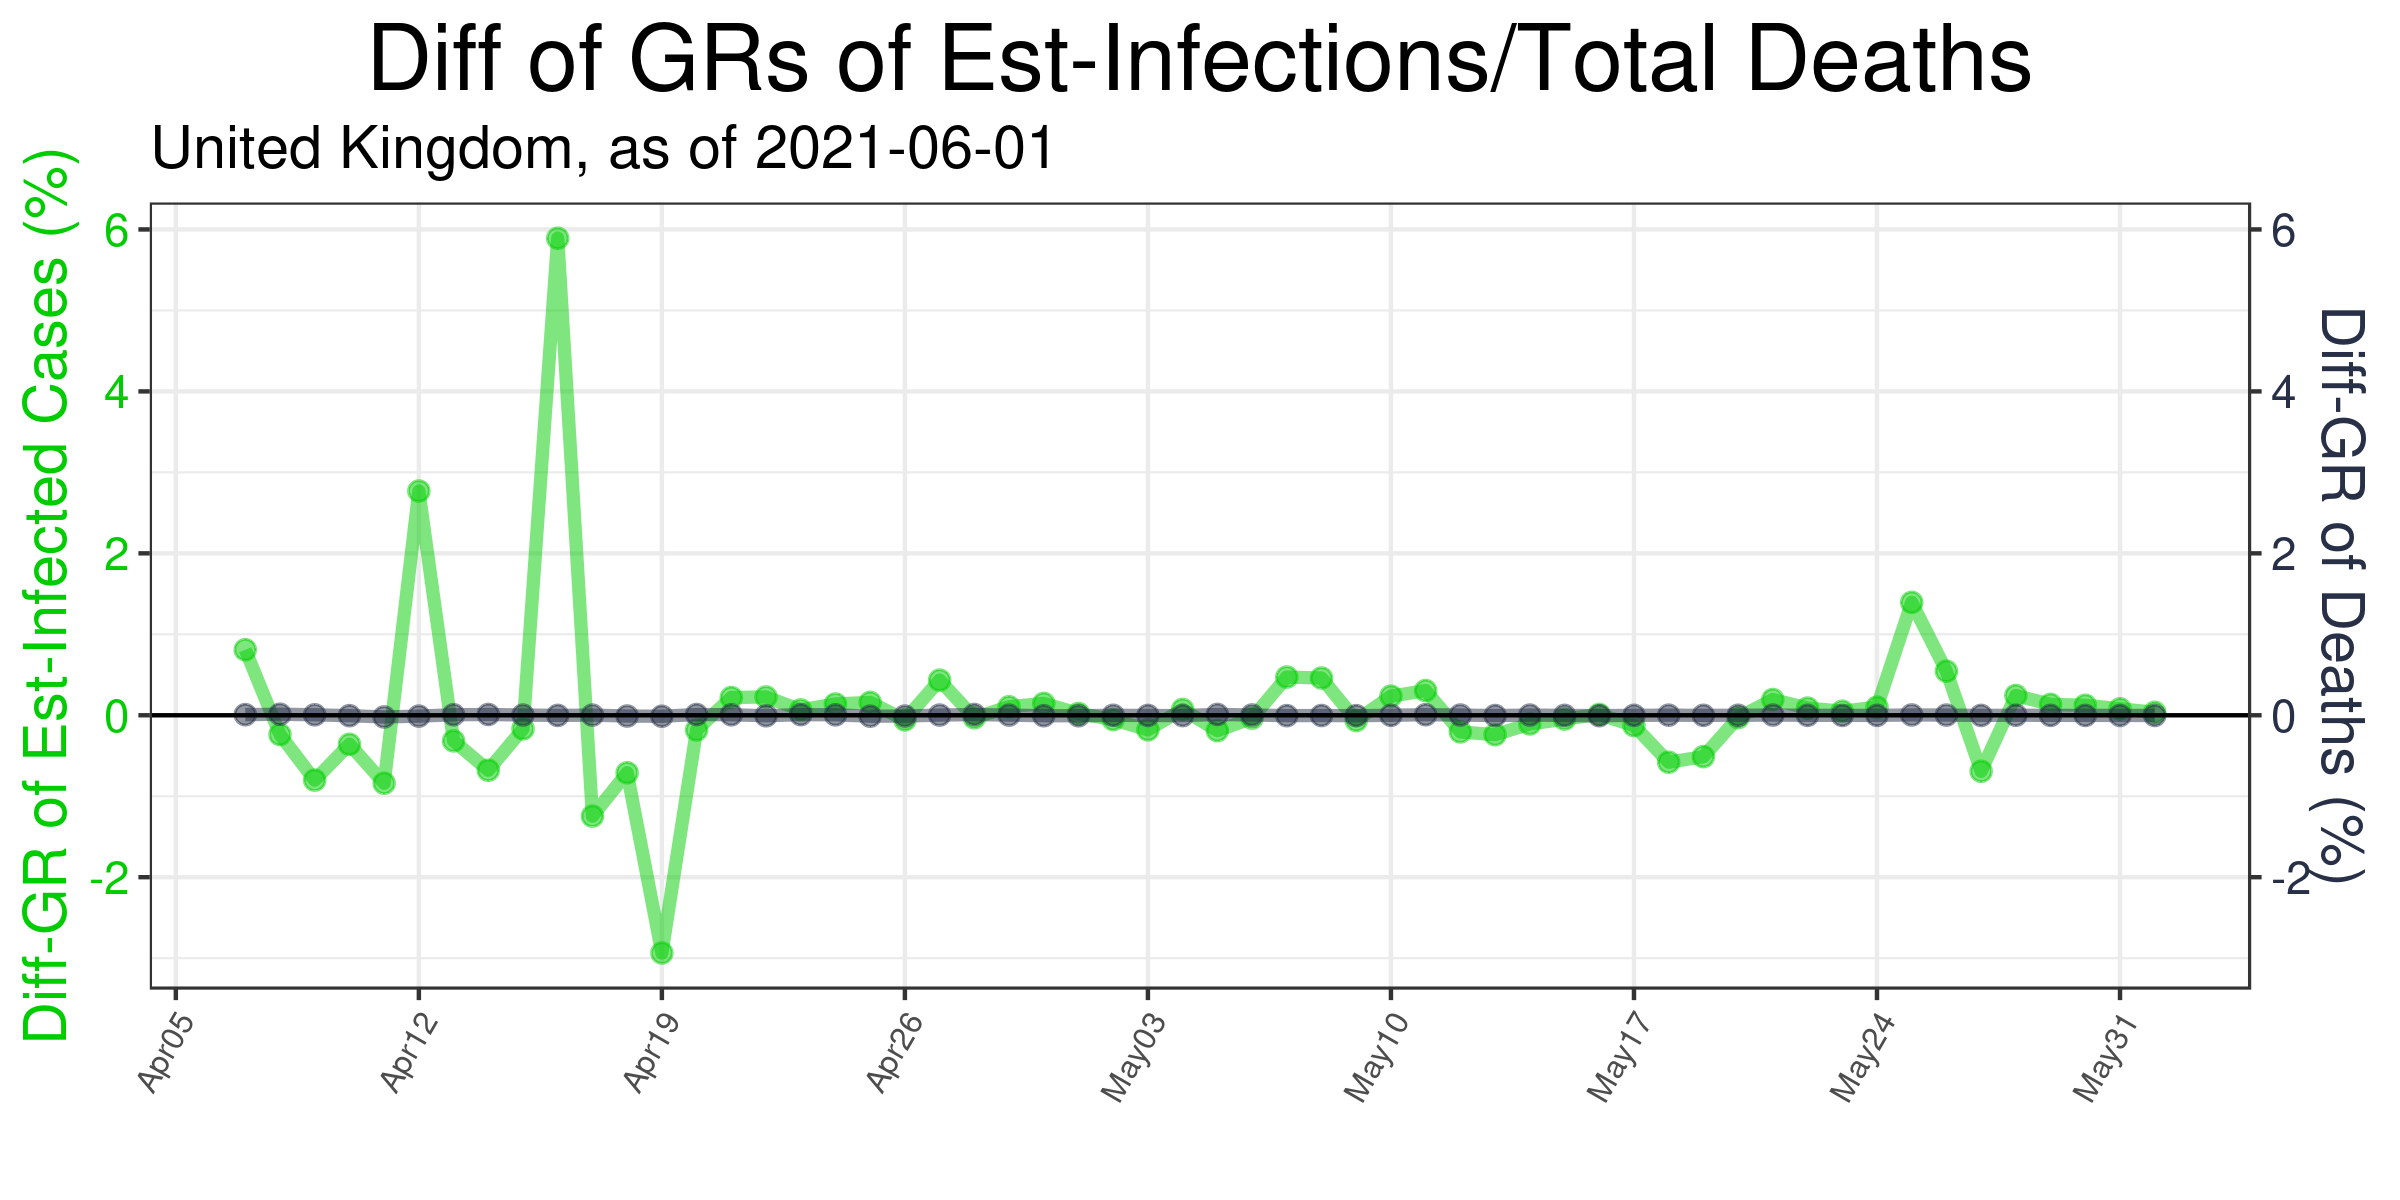 Diff of GRs of Est-Infections/Total Deaths
United Kingdom, as of 2021-06-01
Diff-GR of Est-Infected Cases (%)
6
4
2
0
-2
6
4
2
0
-2
Diff-GR of Deaths (%)
Apr05
Apr12
Apr19
Apr26
May03
May10
May17
May24
May31